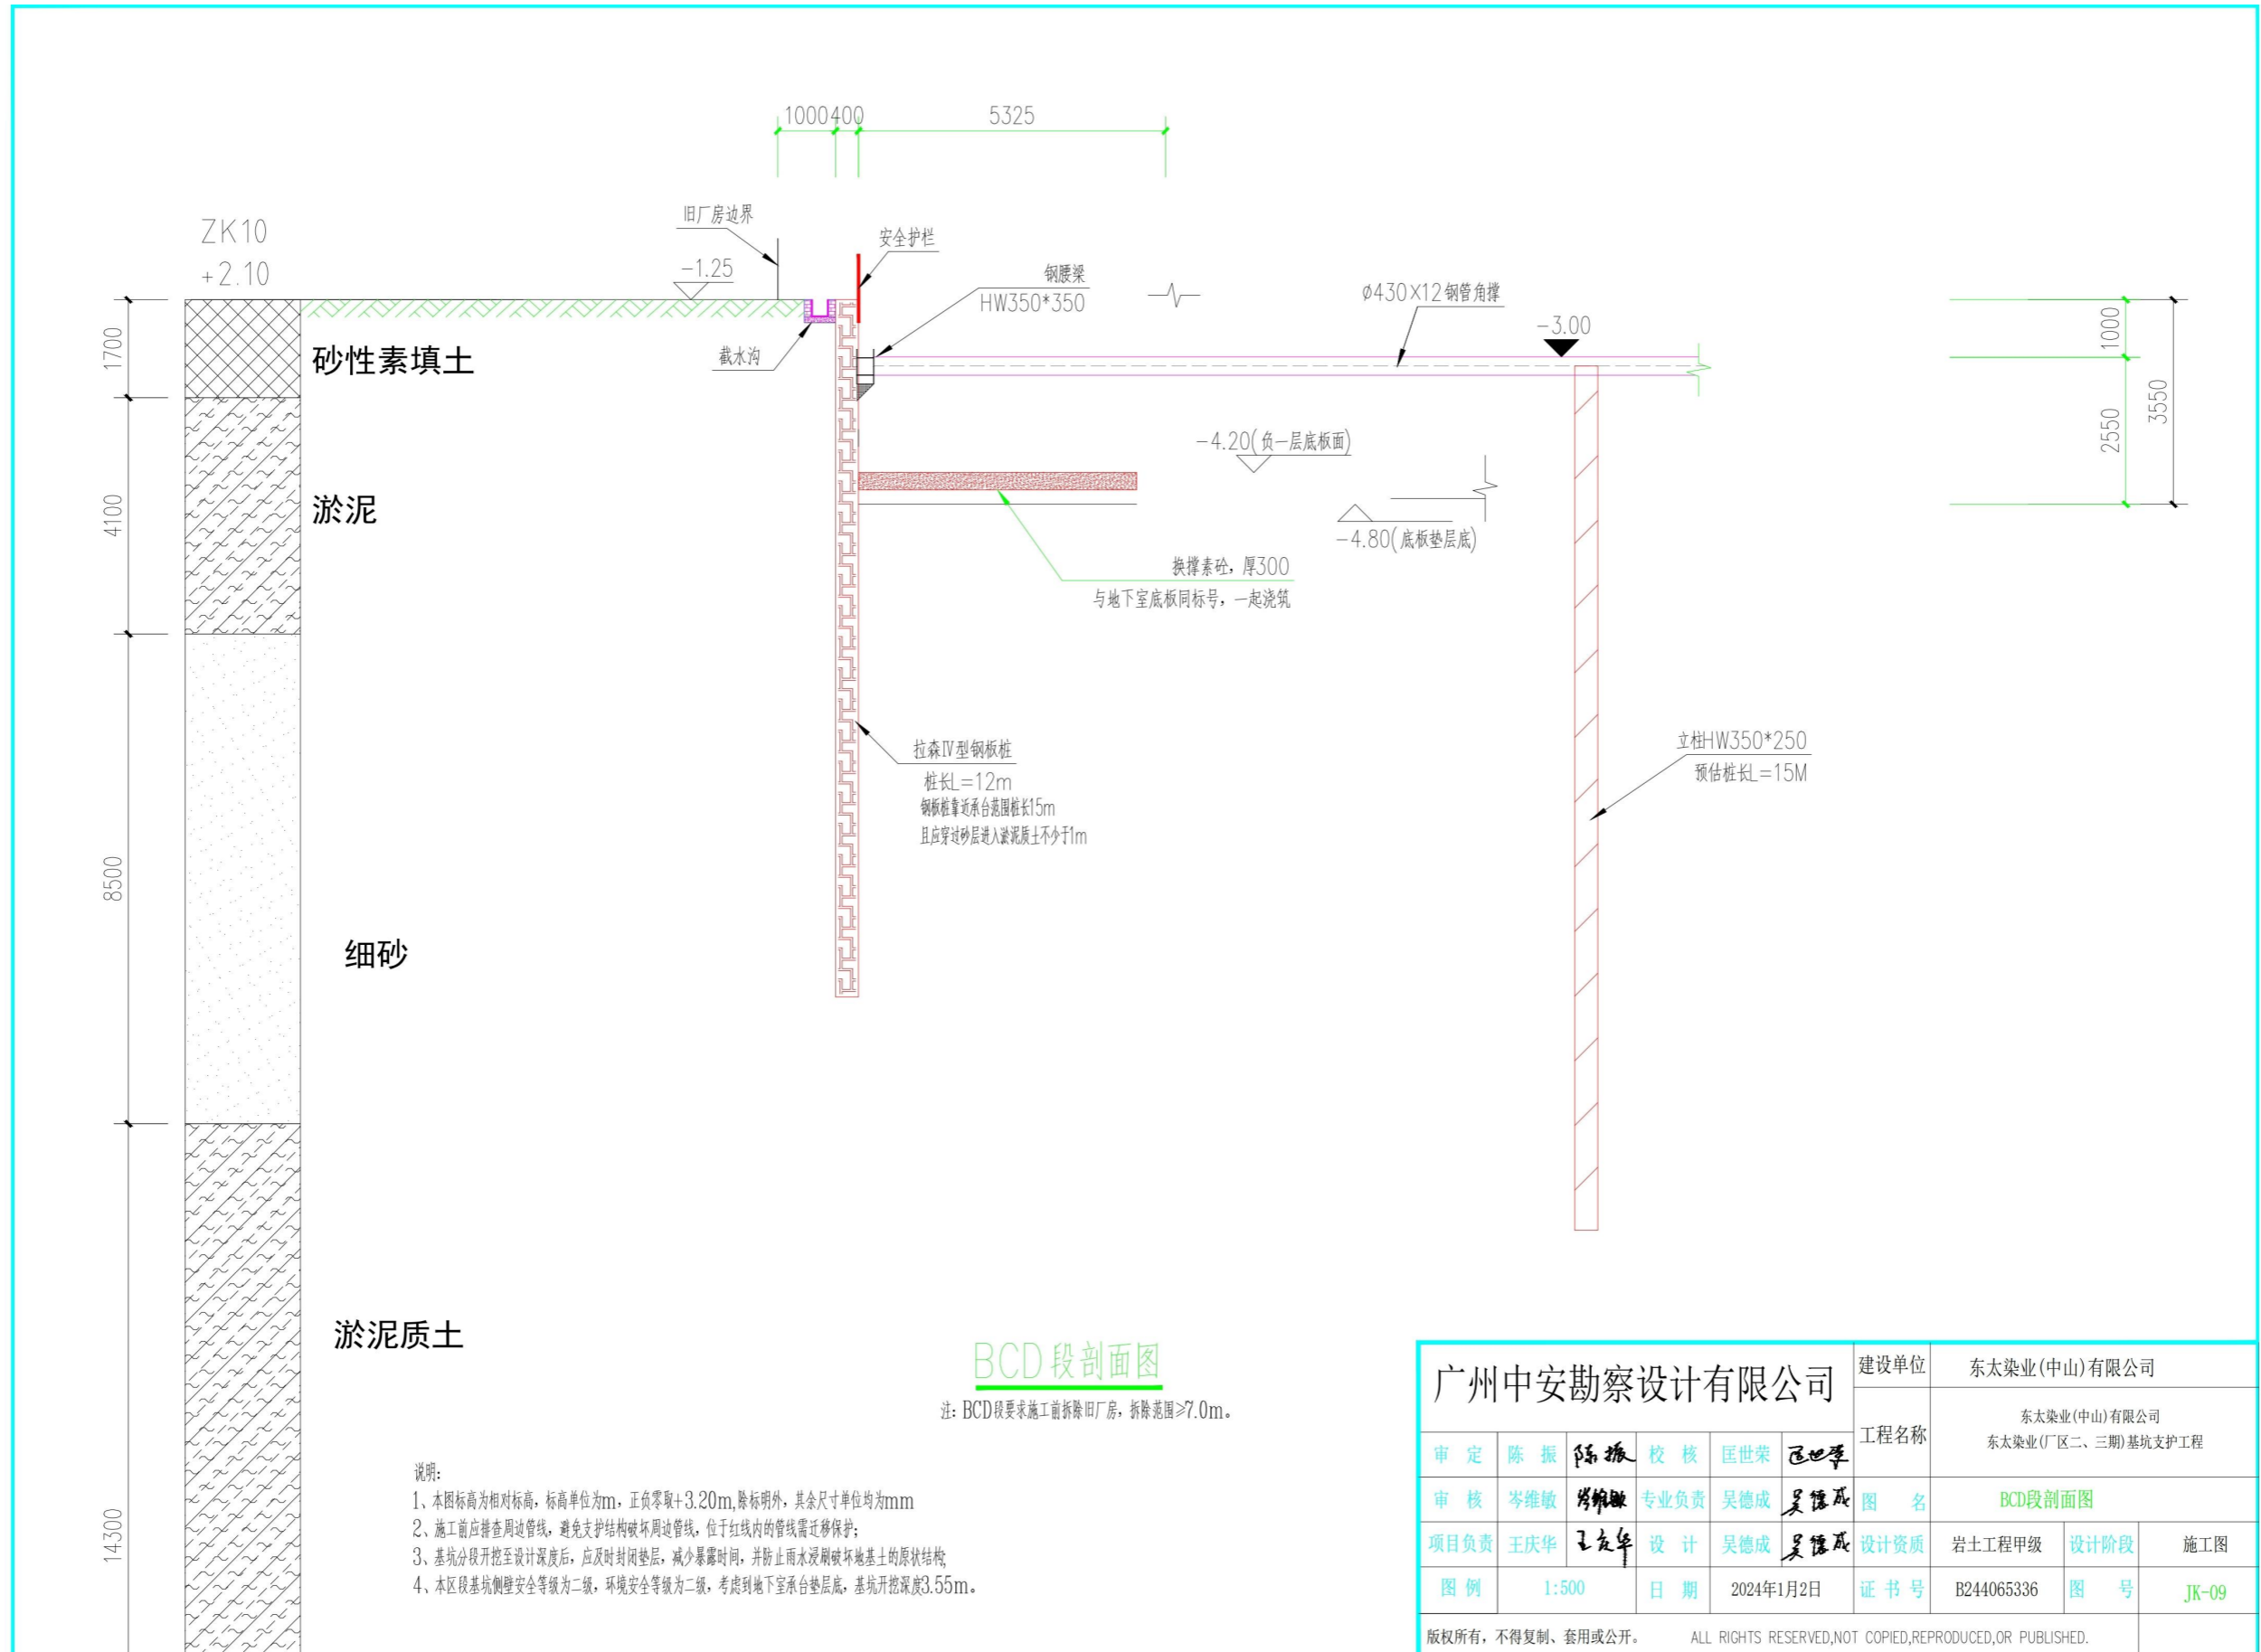 1000 400 5325
ZK10
+2.10
旧厂房边界
-1.25
安全护栏
钢腰梁
HW350*350
截水沟
Ø430X12钢管角撑
-3.00
1000
2550
3550
1700
砂性素填土
4100
淤泥
-4.20(负一层底板面)
-4.80(底板垫层底)
换撑素砼，厚300
与地下室底板同标号，一起浇筑
8500
细砂
拉森IV型钢板桩
桩长L=12m
钢板桩靠近承台范围桩长15m
且应穿过砂层进入淤泥质土不少于1m
立柱HW350*250
预估桩长L=15M
14300
淤泥质土
BCD段剖面图
注: BCD段要求施工前拆除旧厂房，拆除范围≥7.0m。
说明:
1、本图标高为相对标高，标高单位为m，正负零取+3.20m,除标明外，其余尺寸单位均为mm
2、施工前应排查周边管线，避免支护结构破坏周边管线，位于红线内的管线需迁移保护;
3、基坑分段开挖至设计深度后，应及时封闭垫层，减少暴露时间，并防止雨水浸刷破坏地基土的原状结构;
4、本区段基坑侧壁安全等级为二级，环境安全等级为二级，考虑到地下室承台垫层底，基坑开挖深度3.55m。
广州中安勘察设计有限公司
建设单位 东太染业(中山)有限公司
工程名称 东太染业(中山)有限公司
东太染业(厂区二、三期)基坑支护工程
审 定 陈 振 陈振 校 核 匡世荣 匡世荣
审 核 岑维敏 岑维敏 专业负责 吴德成 吴德成 图 名 BCD段剖面图
项目负责 王庆华 王庆华 设 计 吴德成 吴德成 设计资质 岩土工程甲级 设计阶段 施工图
图 例 1:500 日 期 2024年1月2日 证 书 号 B244065336 图 号 JK-09
版权所有，不得复制、套用或公开。 ALL RIGHTS RESERVED,NOT COPIED,REPRODUCED,OR PUBLISHED.